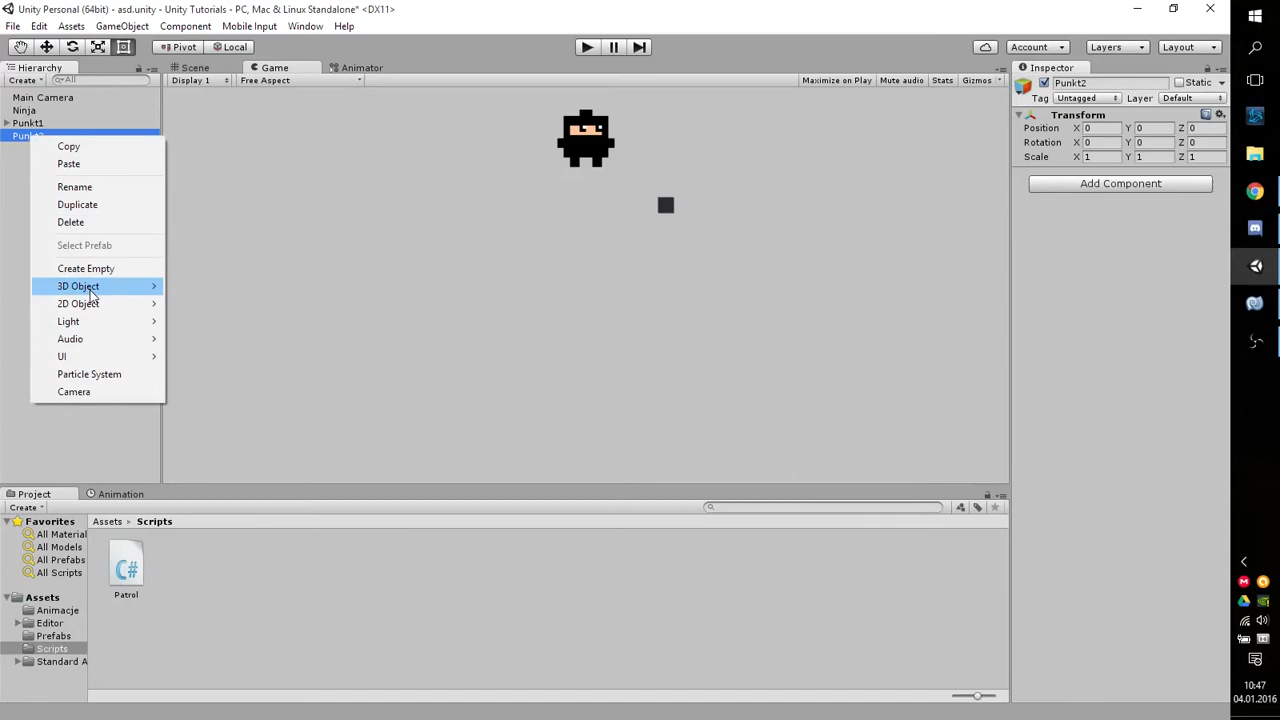 Unity Personal (64bit) - asd.unity - Unity Tutorials - PC, Mac & Linux Standalone* <DX11>
File Edit Assets GameObject Component Mobile Input Window Help
Pivot Local Account Layers Layout
Hierarchy Scene Game Animator Inspector
Create All Display 1 Free Aspect Maximize on Play Mute audio Stats Gizmos
Punkt2 Static
Main Camera
Tag Untagged Layer Default
Ninja
Transform
Punkt1
Position X 0 Y 0 Z 0
Rotation X 0 Y 0 Z 0
Scale X 1 Y 1 Z 1
Add Component
Copy
Paste
Rename
Duplicate
Delete
Select Prefab
Create Empty
3D Object
2D Object
Light
Audio
UI
Particle System
Camera
Project Animation
Create
Favorites
All Material
All Models
All Prefabs
All Scripts
Assets
Animacje
Editor
Prefabs
Scripts
Standard A
Assets Scripts
C#
Patrol
10:47
04.01.2016